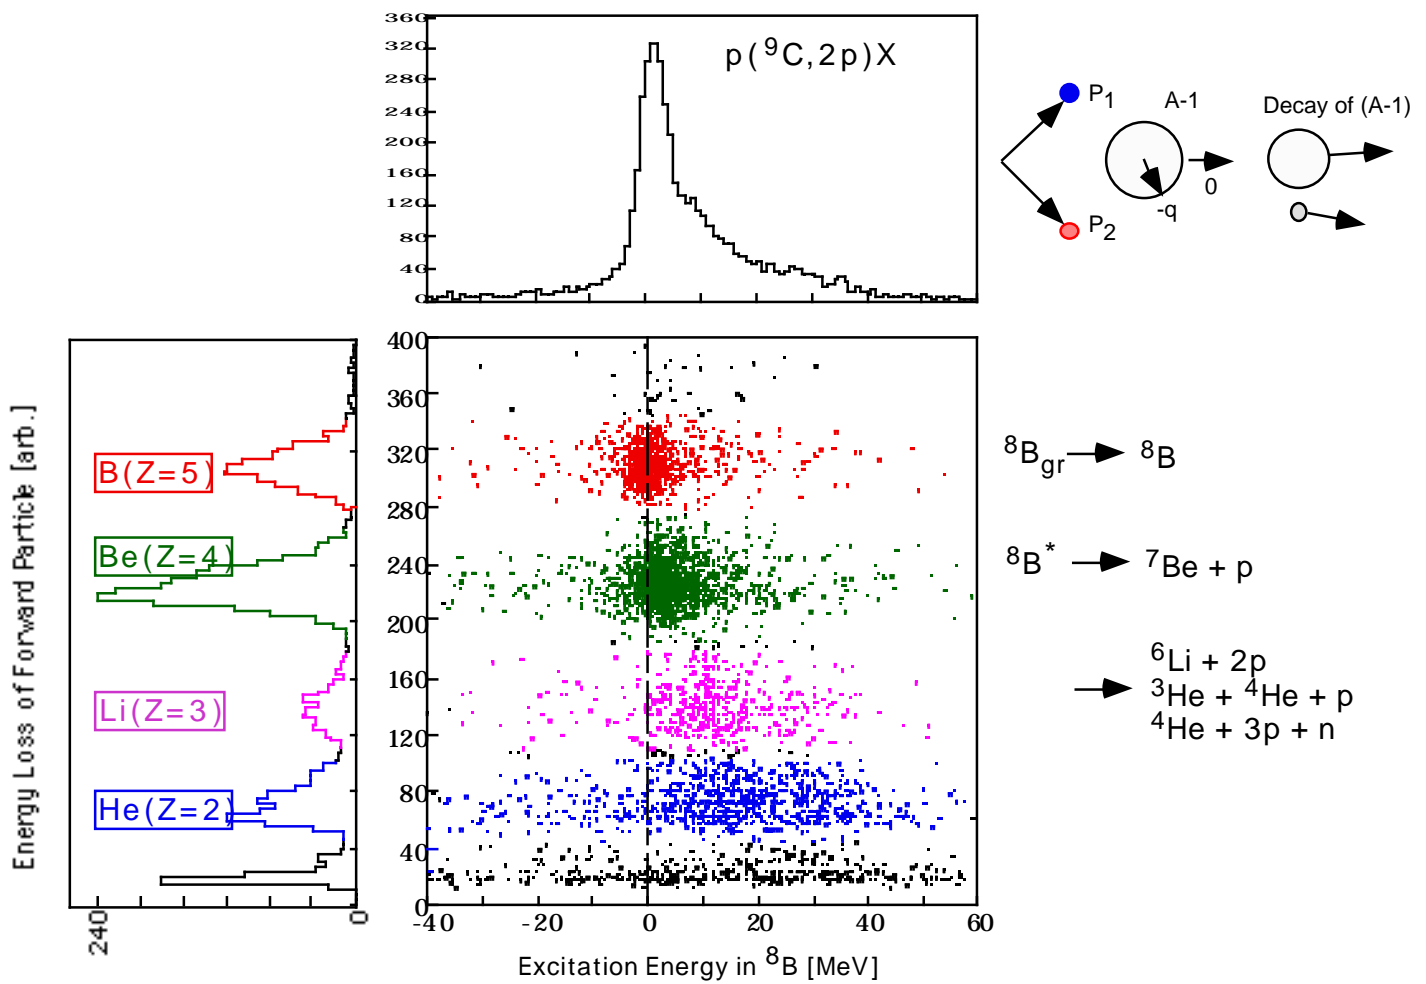 360
320
280
240
200
160
120
80
40
0
p(⁹C,2p)X
P₁
A-1
Decay of (A-1)
-q
0
P₂
Energy Loss of Forward Particle [arb.]
B(Z=5)
Be(Z=4)
Li(Z=3)
He(Z=2)
240
0
400
360
320
280
240
200
160
120
80
40
0
-40
-20
0
20
40
60
Excitation Energy in ⁸B [MeV]
⁸Bgr ⁸B
⁸B* ⁷Be + p
⁶Li + 2p
³He + ⁴He + p
⁴He + 3p + n